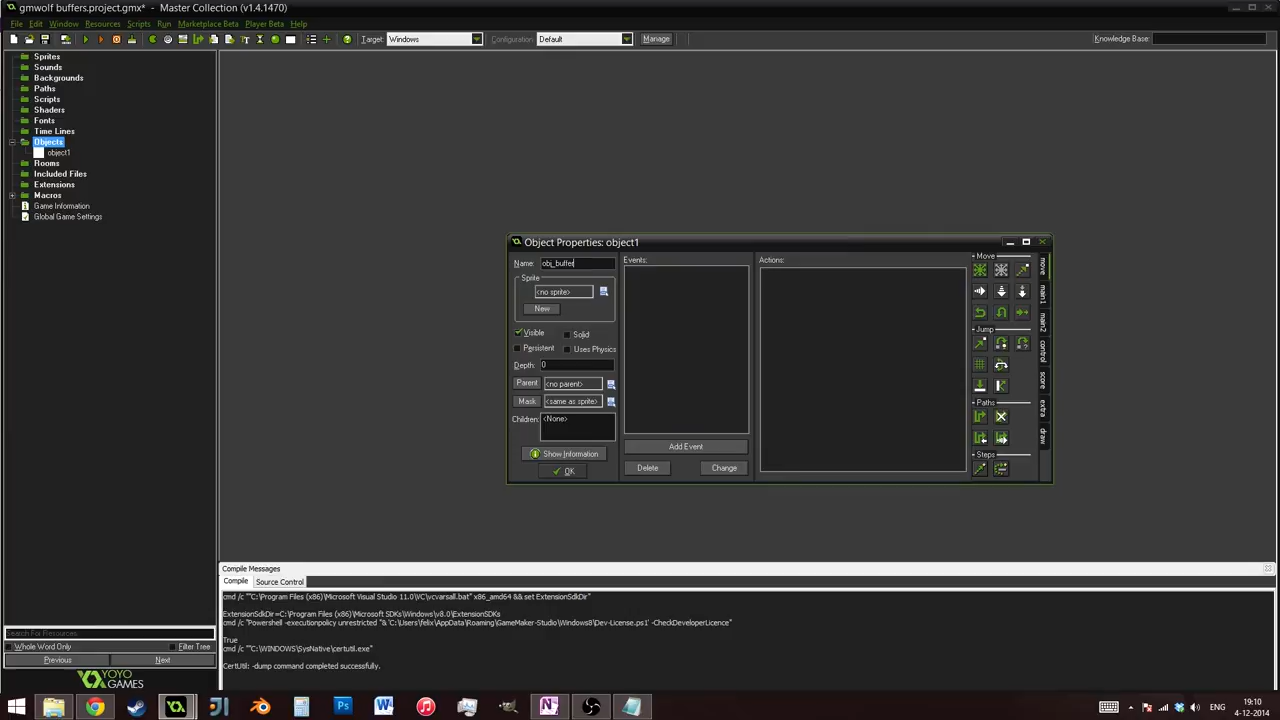 gmwolf buffers.project.gmx* - Master Collection (v1.4.1470)
File Edit Window Resources Scripts Run Marketplace Beta Player Beta Help
Target: Windows Configuration: Default Manage Knowledge Base:
Sprites
Sounds
Backgrounds
Paths
Scripts
Shaders
Fonts
Time Lines
Objects
object1
Rooms
Included Files
Extensions
Macros
Game Information
Global Game Settings
Object Properties: object1
Name: obj_buffer
Sprite
<no sprite>
New
Visible Solid
Persistent Uses Physics
Depth: 0
Parent <no parent>
Mask <same as sprite>
Children: <None>
Show Information
OK
Events:
Add Event
Delete Change
Actions:
Move
Jump
Paths
Steps
move
main1
main2
control
score
extra
draw
Compile Messages
Compile Source Control
cmd /c ""C:\Program Files (x86)\Microsoft Visual Studio 11.0\VC\vcvarsall.bat" x86_amd64 && set ExtensionSdkDir"
ExtensionSdkDir=C:\Program Files (x86)\Microsoft SDKs\Windows\v8.0\ExtensionSDKs
cmd /c "Powershell -executionpolicy unrestricted "& 'C:\Users\felix\AppData\Roaming\GameMaker-Studio\Windows8\Dev-License.ps1' -CheckDeveloperLicence"
True
cmd /c ""C:\WINDOWS\SysNative\certutil.exe"
CertUtil: -dump command completed successfully.
Search For Resources
Whole Word Only Filter Tree
Previous Next
YOYO
GAMES
ENG
19:10
4-12-2014